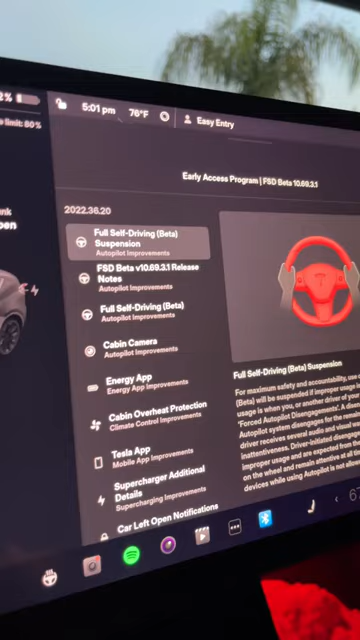 2%
e limit: 80%
5:01 pm
76°F
Easy Entry
Early Access Program | FSD Beta 10.69.3.1
2022.36.20
Full Self-Driving (Beta)
Suspension
Autopilot Improvements
FSD Beta v10.69.3.1 Release
Notes
Autopilot Improvements
Full Self-Driving (Beta)
Autopilot Improvements
Cabin Camera
Autopilot Improvements
Energy App
Energy App Improvements
Cabin Overheat Protection
Climate Control Improvements
Tesla App
Mobile App Improvements
Supercharger Additional
Details
Supercharging Improvements
Car Left Open Notifications
Full Self-Driving (Beta) Suspension
For maximum safety and accountability, use
(Beta) will be suspended if improper usage
usage is when you, or another driver of your
'Forced Autopilot Disengagements'. A
Autopilot system disengages for the
driver receives several audio and visual
inattentiveness. Driver-initiated
improper usage and are expected from
on the wheel and remain attentive at all
devices while using Autopilot is not